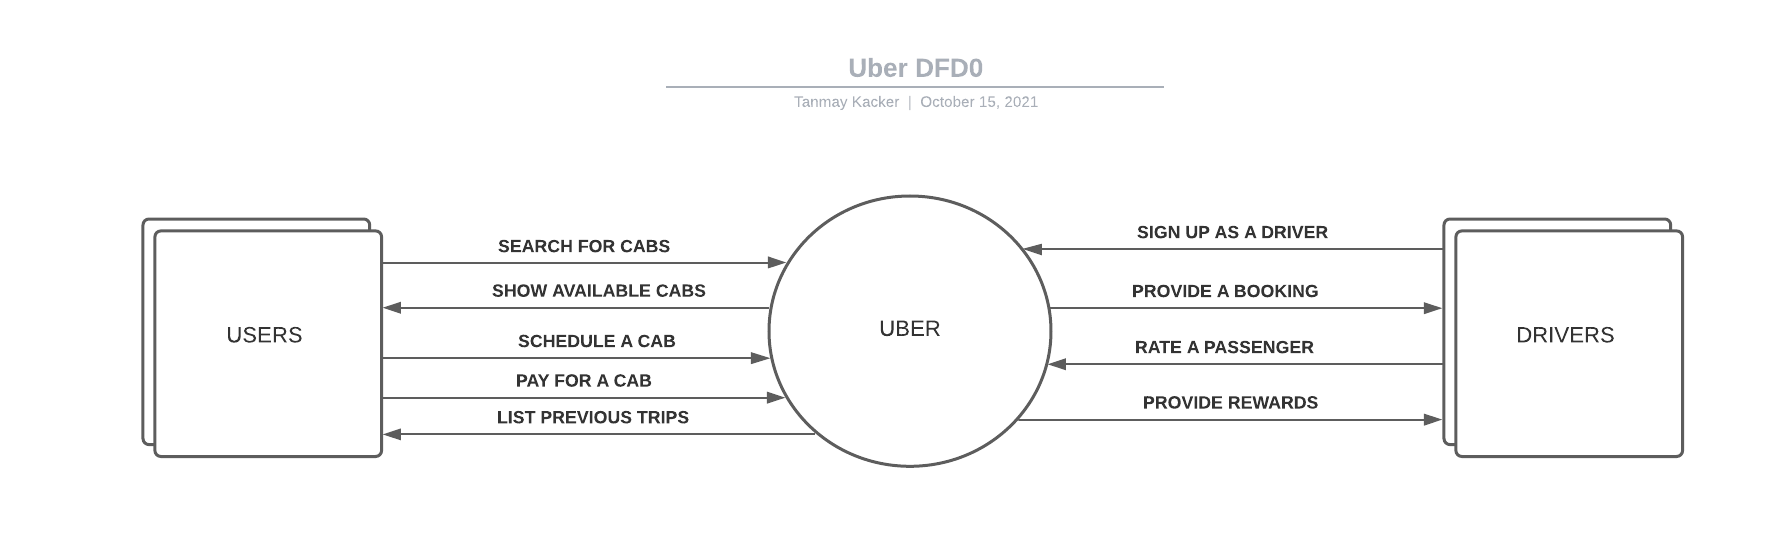 Uber DFD0
Tanmay Kacker | October 15, 2021
USERS
SEARCH FOR CABS
SHOW AVAILABLE CABS
SCHEDULE A CAB
PAY FOR A CAB
LIST PREVIOUS TRIPS
UBER
SIGN UP AS A DRIVER
PROVIDE A BOOKING
RATE A PASSENGER
PROVIDE REWARDS
DRIVERS